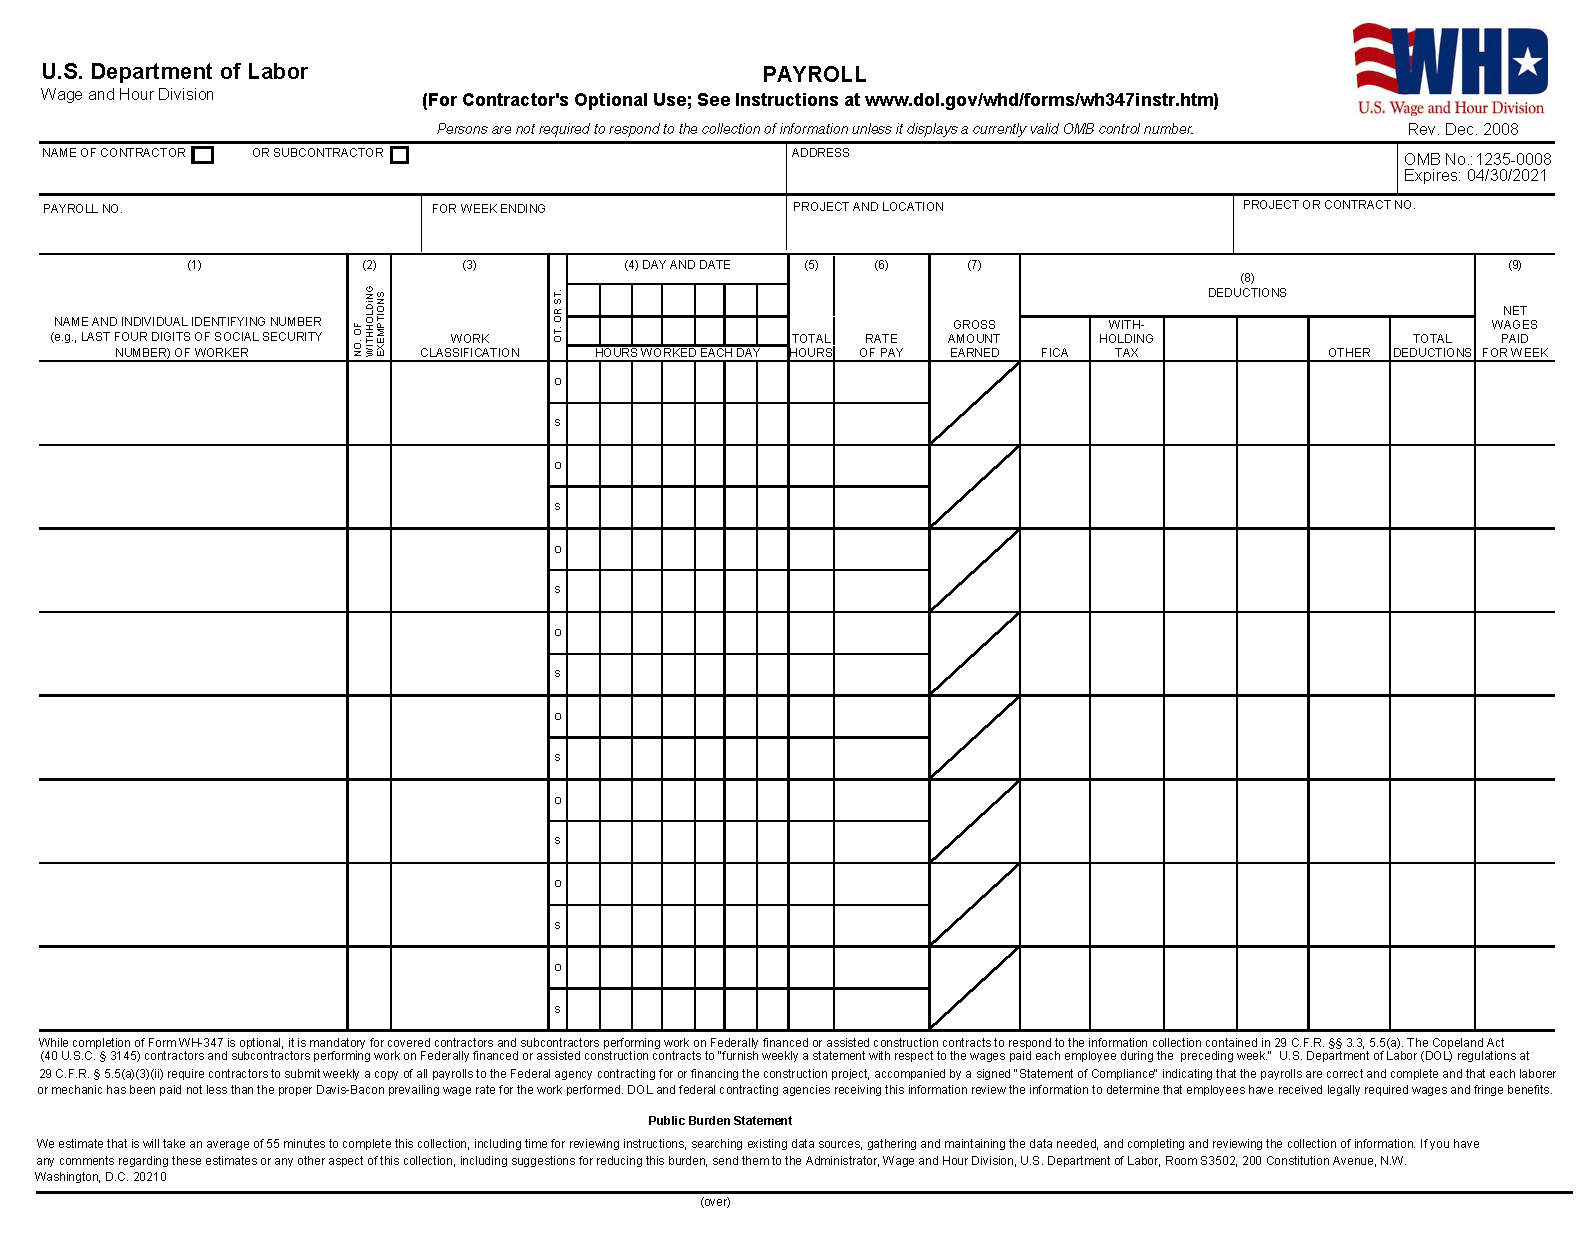 WHD
U.S. Wage and Hour Division
Rev. Dec. 2008
U.S. Department of Labor
Wage and Hour Division
PAYROLL
(For Contractor's Optional Use; See Instructions at www.dol.gov/whd/forms/wh347instr.htm)
Persons are not required to respond to the collection of information unless it displays a currently valid OMB control number.
NAME OF CONTRACTOR OR SUBCONTRACTOR
ADDRESS
OMB No.: 1235-0008
Expires: 04/30/2021
PAYROLL NO.
FOR WEEK ENDING
PROJECT AND LOCATION
PROJECT OR CONTRACT NO.
(1)
NAME AND INDIVIDUAL IDENTIFYING NUMBER
(e.g., LAST FOUR DIGITS OF SOCIAL SECURITY
NUMBER) OF WORKER
(2)
NO. OF
WITHHOLDING
EXEMPTIONS
(3)
WORK
CLASSIFICATION
OT. OR ST.
(4) DAY AND DATE
HOURS WORKED EACH DAY
(5)
TOTAL
HOURS
(6)
RATE
OF PAY
(7)
GROSS
AMOUNT
EARNED
(8)
DEDUCTIONS
FICA
WITH-
HOLDING
TAX
OTHER
TOTAL
DEDUCTIONS
(9)
NET
WAGES
PAID
FOR WEEK
O
S
O
S
O
S
O
S
O
S
O
S
O
S
O
S
While completion of Form WH-347 is optional, it is mandatory for covered contractors and subcontractors performing work on Federally financed or assisted construction contracts to respond to the information collection contained in 29 C.F.R. §§ 3.3, 5.5(a). The Copeland Act
(40 U.S.C. § 3145) contractors and subcontractors performing work on Federally financed or assisted construction contracts to "furnish weekly a statement with respect to the wages paid each employee during the preceding week." U.S. Department of Labor (DOL) regulations at
29 C.F.R. § 5.5(a)(3)(ii) require contractors to submit weekly a copy of all payrolls to the Federal agency contracting for or financing the construction project, accompanied by a signed "Statement of Compliance" indicating that the payrolls are correct and complete and that each laborer
or mechanic has been paid not less than the proper Davis-Bacon prevailing wage rate for the work performed. DOL and federal contracting agencies receiving this information review the information to determine that employees have received legally required wages and fringe benefits.
Public Burden Statement
We estimate that is will take an average of 55 minutes to complete this collection, including time for reviewing instructions, searching existing data sources, gathering and maintaining the data needed, and completing and reviewing the collection of information. If you have
any comments regarding these estimates or any other aspect of this collection, including suggestions for reducing this burden, send them to the Administrator, Wage and Hour Division, U.S. Department of Labor, Room S3502, 200 Constitution Avenue, N.W.
Washington, D.C. 20210
(over)